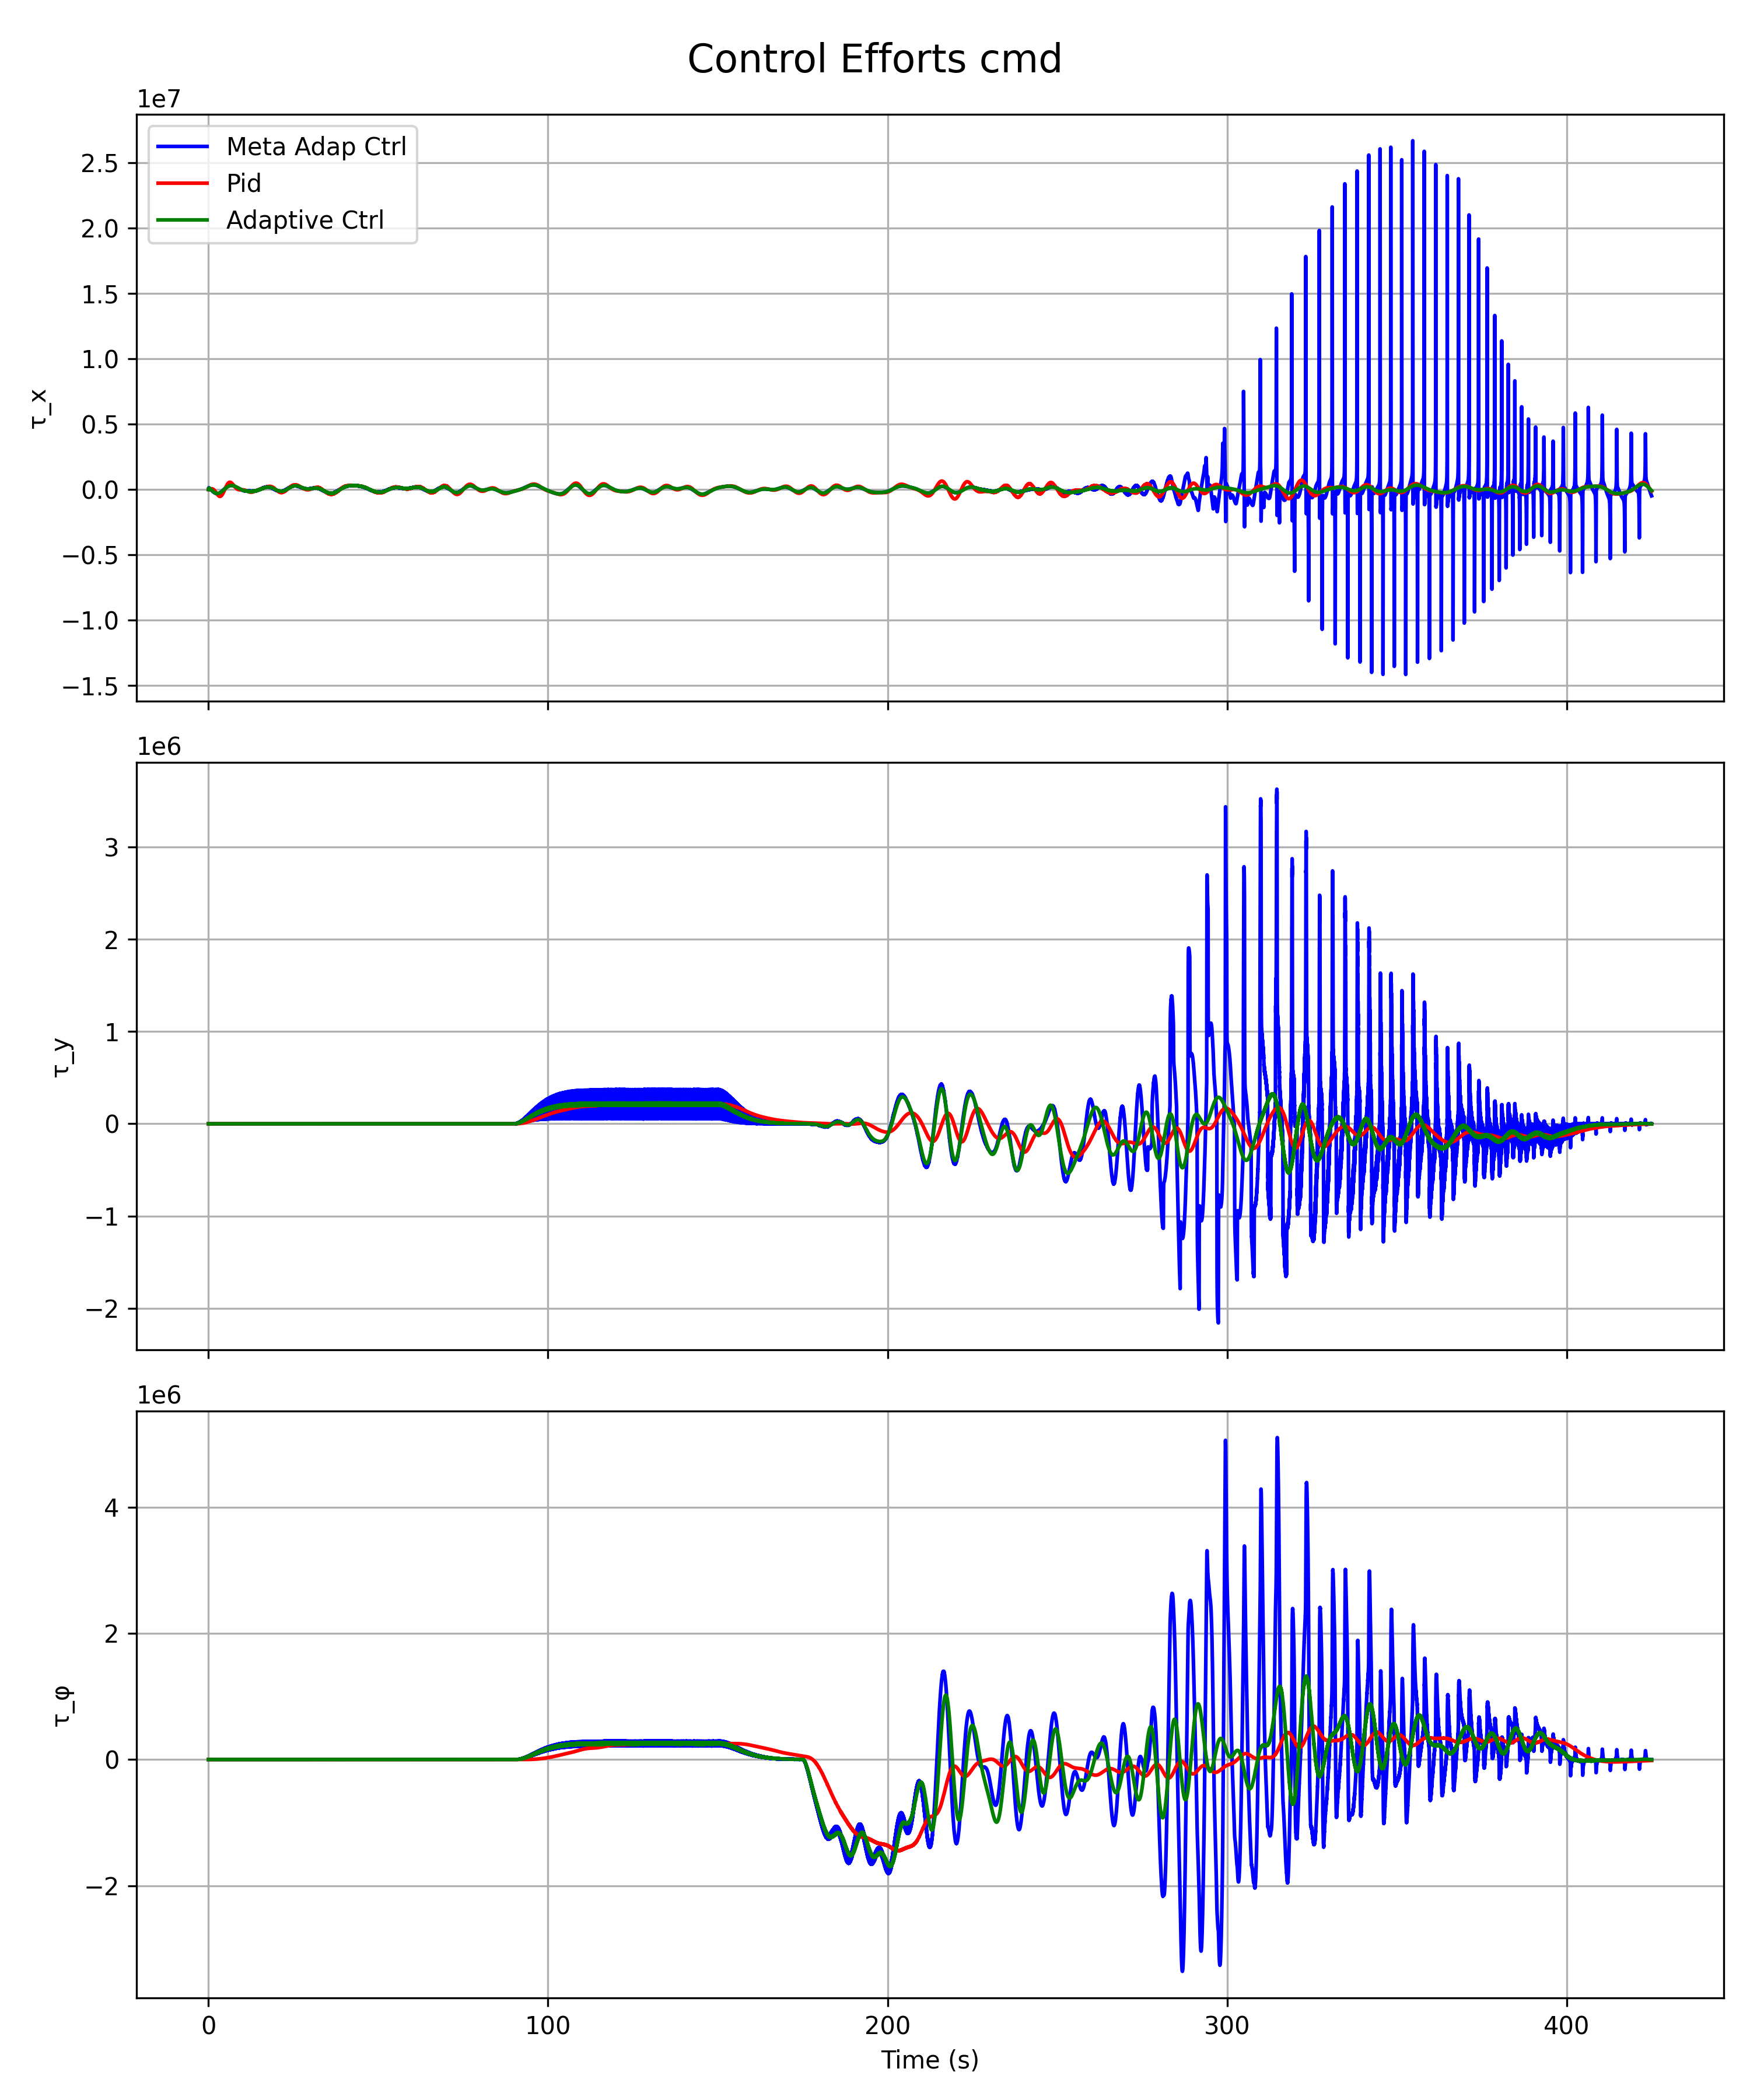 Control Efforts cmd
1e7
Meta Adap Ctrl
Pid
Adaptive Ctrl
2.5
2.0
1.5
1.0
0.5
0.0
−0.5
−1.0
−1.5
τ_x
1e6
3
2
1
0
−1
−2
τ_y
1e6
4
2
0
−2
τ_φ
0
100
200
300
400
Time (s)